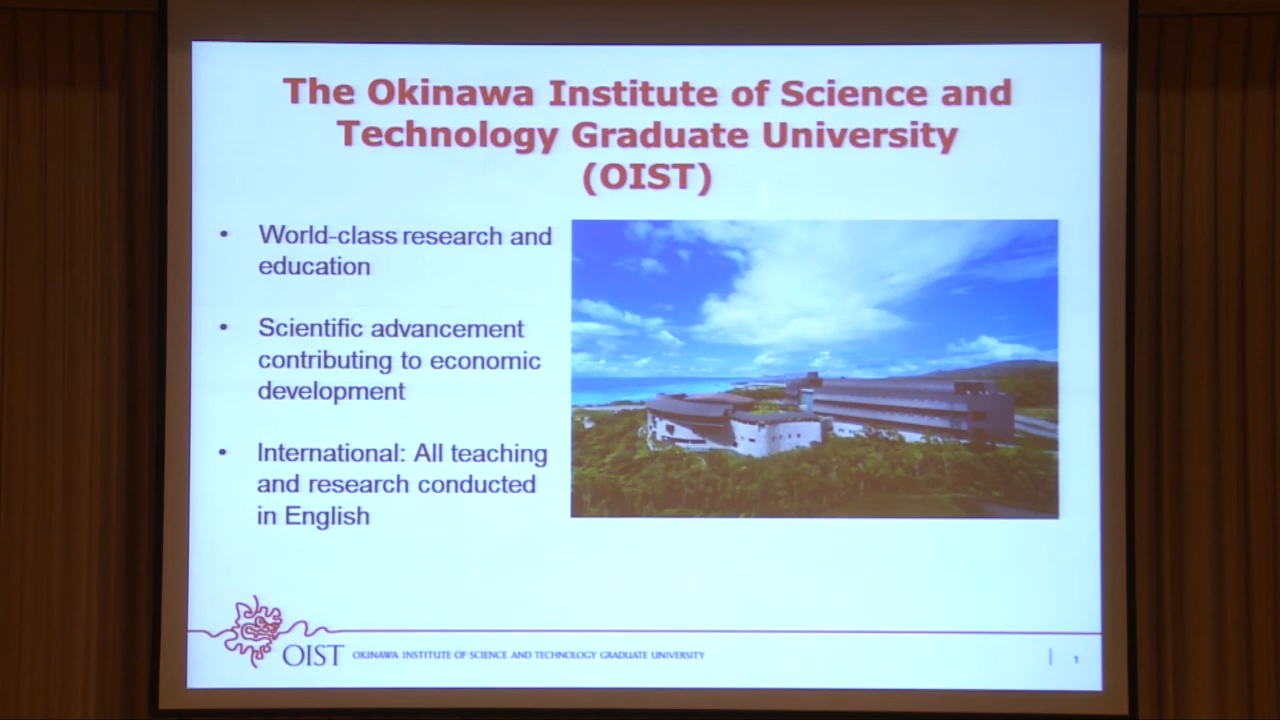 The Okinawa Institute of Science and
Technology Graduate University
(OIST)
• World-class research and
education
• Scientific advancement
contributing to economic
development
• International: All teaching
and research conducted
in English
OIST OKINAWA INSTITUTE OF SCIENCE AND TECHNOLOGY GRADUATE UNIVERSITY
1